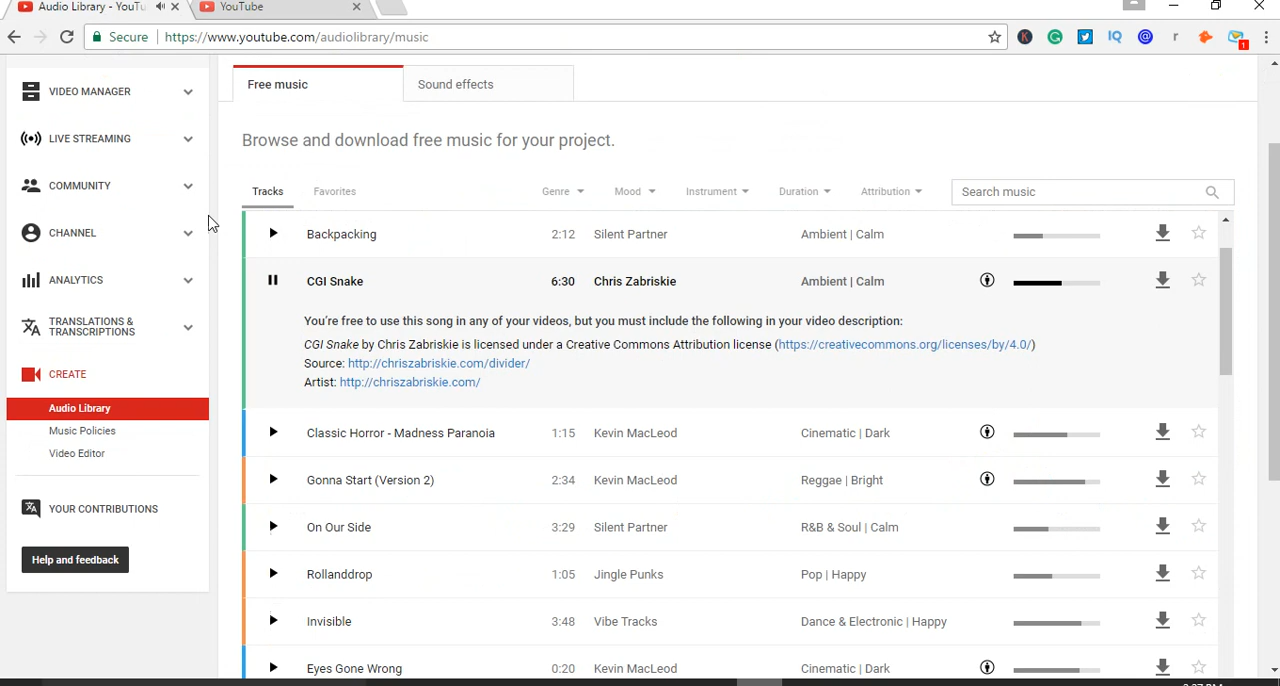 Audio Library - YouTu
YouTube
Secure https://www.youtube.com/audiolibrary/music
K G IQ @ r 1
VIDEO MANAGER
LIVE STREAMING
COMMUNITY
CHANNEL
ANALYTICS
TRANSLATIONS &
TRANSCRIPTIONS
CREATE
Audio Library
Music Policies
Video Editor
YOUR CONTRIBUTIONS
Help and feedback
Free music Sound effects
Browse and download free music for your project.
Tracks Favorites Genre Mood Instrument Duration Attribution Search music
Backpacking 2:12 Silent Partner Ambient | Calm
CGI Snake 6:30 Chris Zabriskie Ambient | Calm
You're free to use this song in any of your videos, but you must include the following in your video description:
CGI Snake by Chris Zabriskie is licensed under a Creative Commons Attribution license (https://creativecommons.org/licenses/by/4.0/)
Source: http://chriszabriskie.com/divider/
Artist: http://chriszabriskie.com/
Classic Horror - Madness Paranoia 1:15 Kevin MacLeod Cinematic | Dark
Gonna Start (Version 2) 2:34 Kevin MacLeod Reggae | Bright
On Our Side 3:29 Silent Partner R&B & Soul | Calm
Rollanddrop 1:05 Jingle Punks Pop | Happy
Invisible 3:48 Vibe Tracks Dance & Electronic | Happy
Eyes Gone Wrong 0:20 Kevin MacLeod Cinematic | Dark